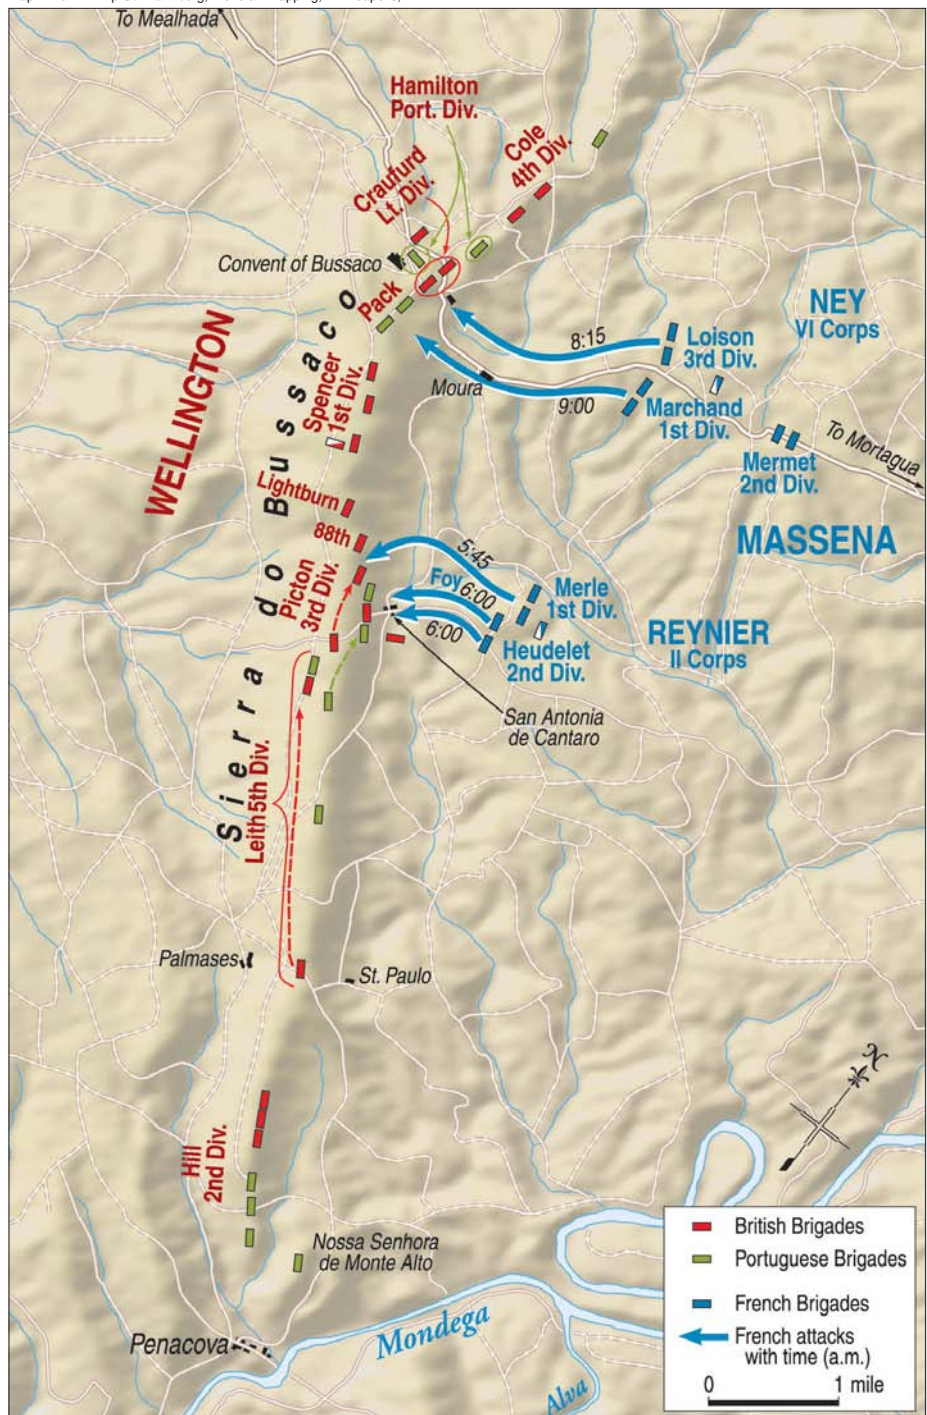 To Mealhada
Hamilton
Port. Div.
Cole
4th Div.
Craufurd
Lt. Div.
Convent of Bussaco
Pack
NEY
VI Corps
8:15
Loison
3rd Div.
WELLINGTON
Spencer
1st Div.
Moura
9:00
Marchand
1st Div.
To Mortagua
Mermet
2nd Div.
Lightburn
MASSENA
88th
5:45
Picton
3rd Div.
Foy 6:00
Merle
1st Div.
6:00
Heudelet
2nd Div.
REYNIER
II Corps
Sierra do Bussaco
San Antonia
de Cantaro
Leith 5th Div.
Palmases
St. Paulo
N
Hill
2nd Div.
Nossa Senhora
de Monte Alto
Penacova
Mondega
Alva
British Brigades
Portuguese Brigades
French Brigades
French attacks
with time (a.m.)
0 1 mile